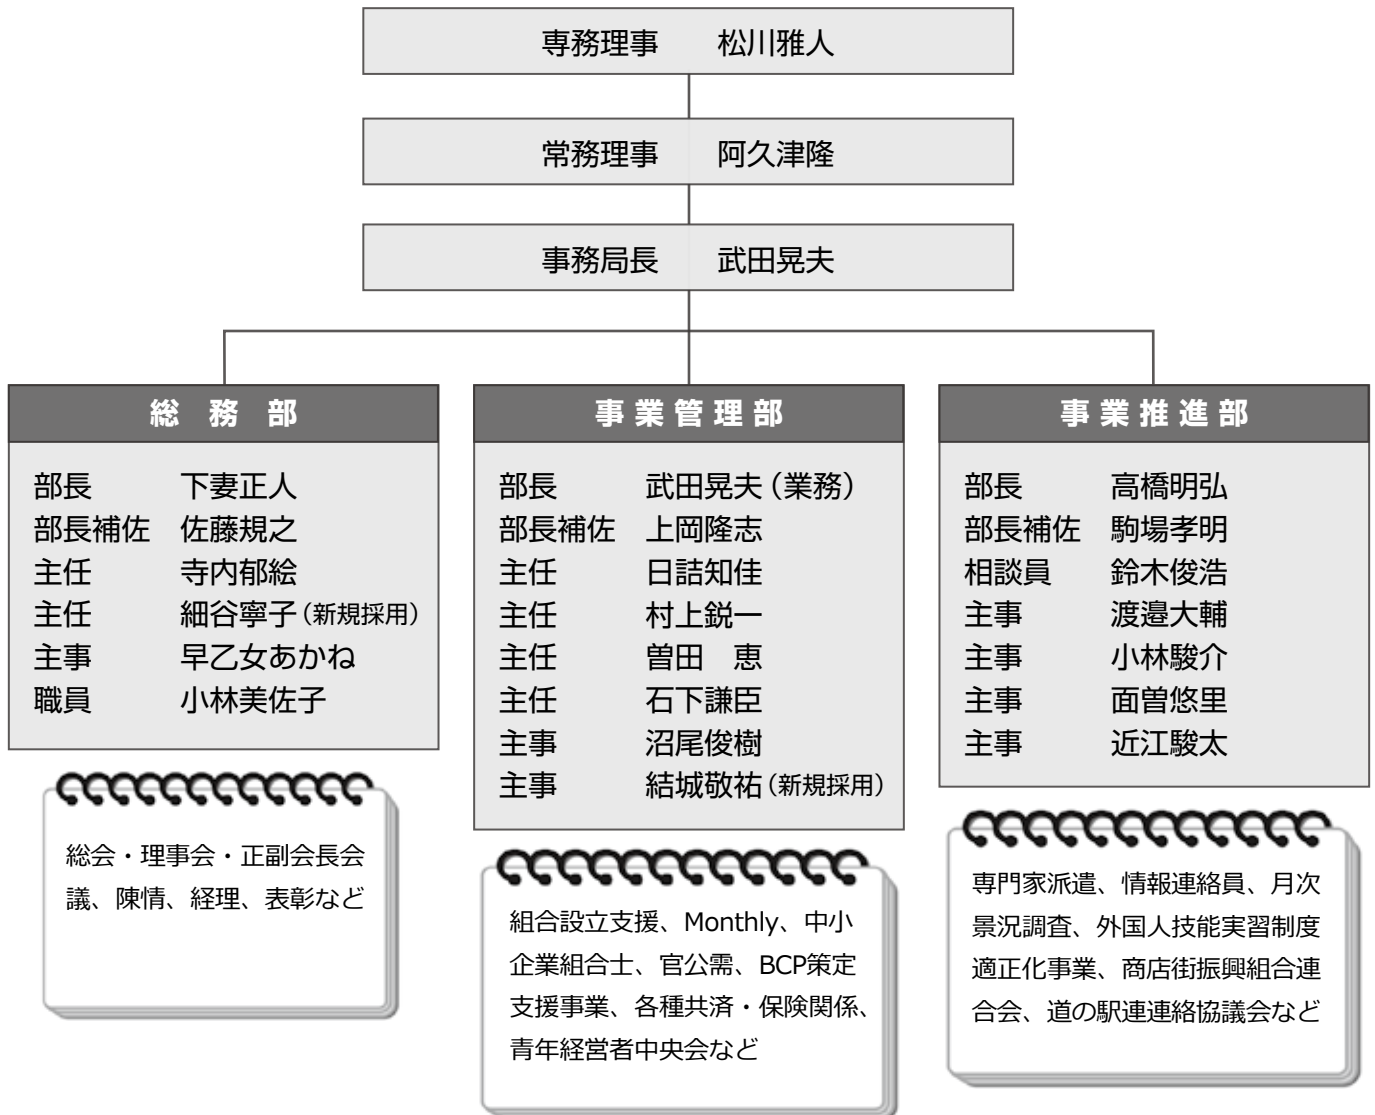 専務理事 松川雅人
常務理事 阿久津隆
事務局長 武田晃夫
総 務 部
部長 下妻正人
部長補佐 佐藤規之
主任 寺内郁絵
主任 細谷寧子（新規採用）
主事 早乙女あかね
職員 小林美佐子
総会・理事会・正副会長会
議、陳情、経理、表彰など
事業管理部
部長 武田晃夫（業務）
部長補佐 上岡隆志
主任 日詰知佳
主任 村上鋭一
主任 曽田 恵
主任 石下謙臣
主事 沼尾俊樹
主事 結城敬祐（新規採用）
組合設立支援、Monthly、中小
企業組合士、官公需、BCP策定
支援事業、各種共済・保険関係、
青年経営者中央会など
事業推進部
部長 高橋明弘
部長補佐 駒場孝明
相談員 鈴木俊浩
主事 渡邉大輔
主事 小林駿介
主事 面曽悠里
主事 近江駿太
専門家派遣、情報連絡員、月次
景況調査、外国人技能実習制度
適正化事業、商店街振興組合連
合会、道の駅連連絡協議会など